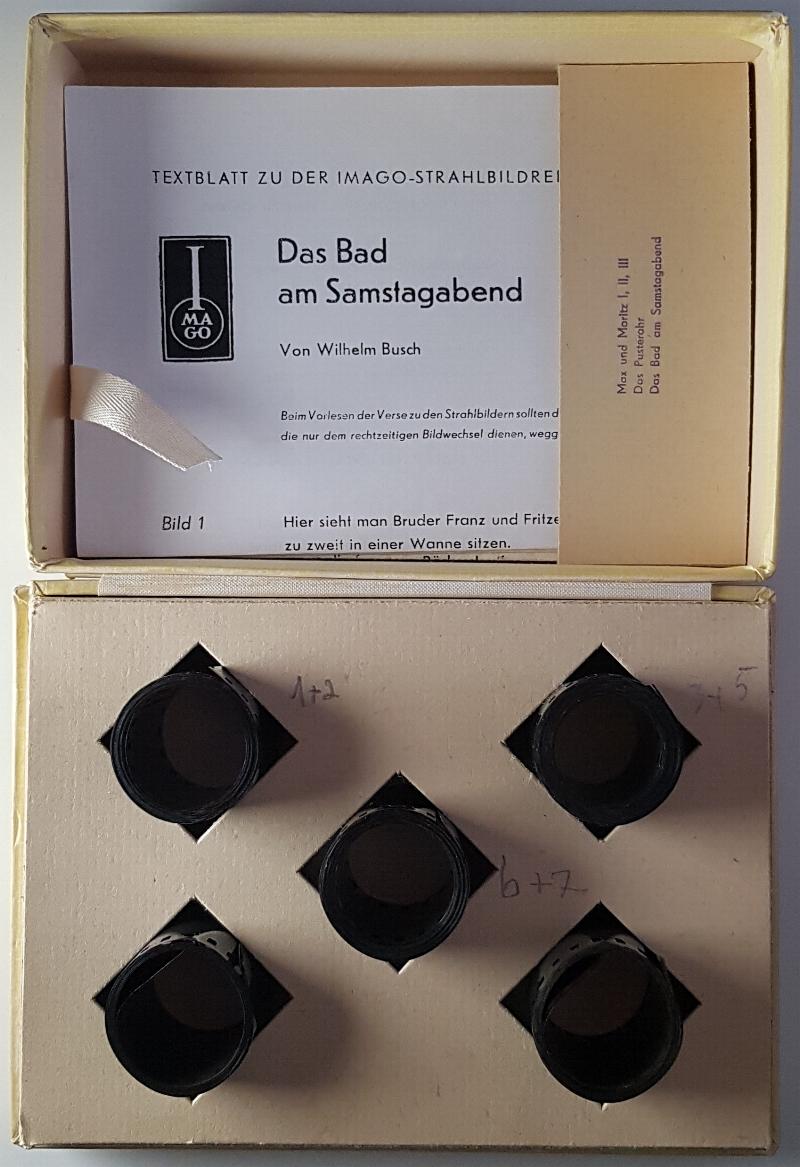 TEXTBLATT ZU DER IMAGO-STRAHLBILDREI
I
MA
GO
Das Bad
am Samstagabend
Von Wilhelm Busch
Beim Vorlesen der Verse zu den Strahlbildern sollten d
die nur dem rechtzeitigen Bildwechsel dienen, wegg
Bild 1
Hier sieht man Bruder Franz und Fritze
zu zweit in einer Wanne sitzen.
Max und Moritz I, II, III
Das Pusterohr
Das Bad am Samstagabend
1+2
5
6+7